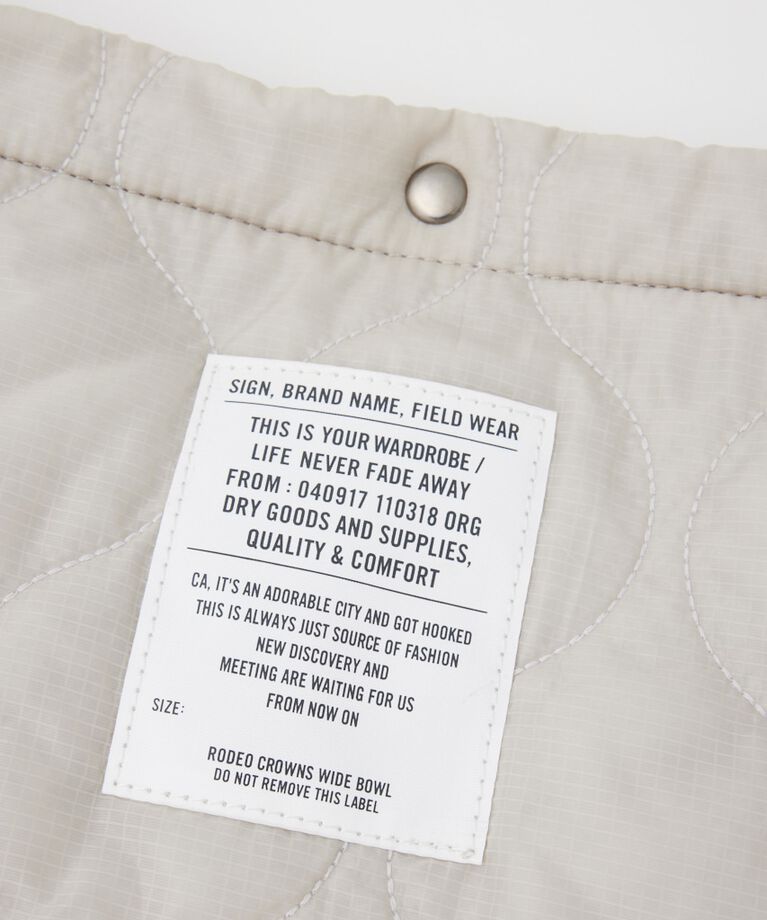 SIGN, BRAND NAME, FIELD WEAR
THIS IS YOUR WARDROBE /
LIFE NEVER FADE AWAY
FROM : 040917 110318 ORG
DRY GOODS AND SUPPLIES,
QUALITY & COMFORT
CA, IT'S AN ADORABLE CITY AND GOT HOOKED
THIS IS ALWAYS JUST SOURCE OF FASHION
NEW DISCOVERY AND
MEETING ARE WAITING FOR US
FROM NOW ON
SIZE:
RODEO CROWNS WIDE BOWL
DO NOT REMOVE THIS LABEL